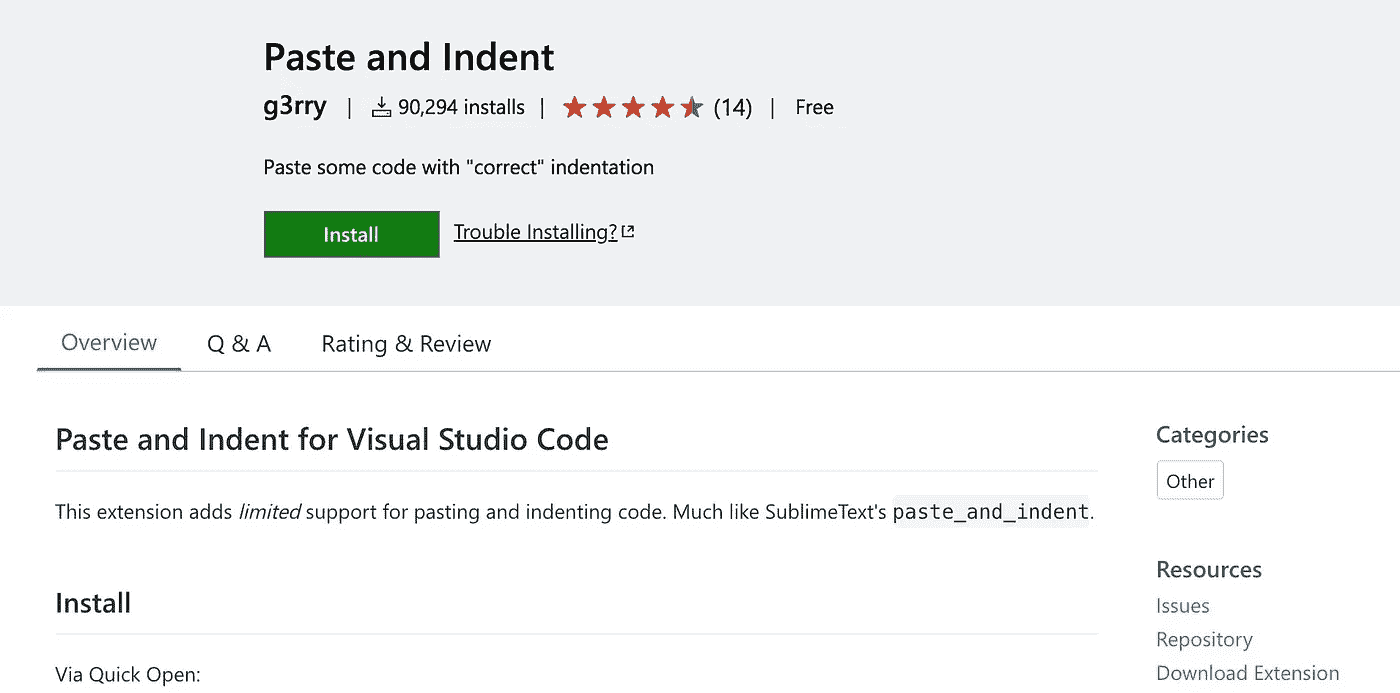 Paste and Indent
g3rry | 90,294 installs | (14) | Free
Paste some code with "correct" indentation
Install Trouble Installing?
Overview Q & A Rating & Review
Paste and Indent for Visual Studio Code
This extension adds limited support for pasting and indenting code. Much like SublimeText's paste_and_indent.
Install
Via Quick Open:
Categories
Other
Resources
Issues
Repository
Download Extension